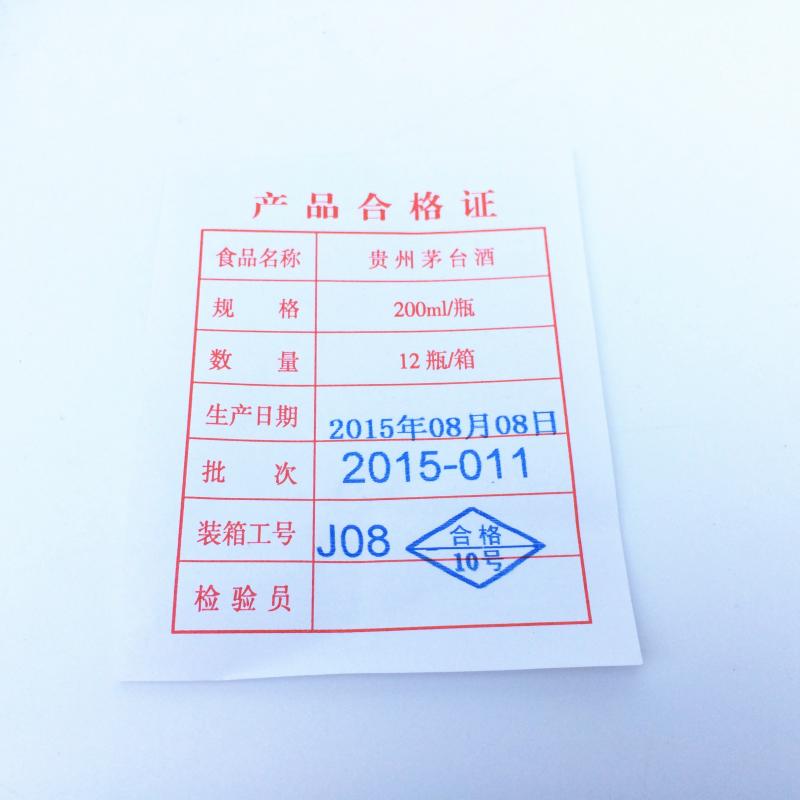 产品合格证
食品名称 贵州茅台酒
规 格 200ml/瓶
数 量 12瓶/箱
生产日期 2015年08月08日
批 次 2015-011
装箱工号 J08 合格
10号
检验员